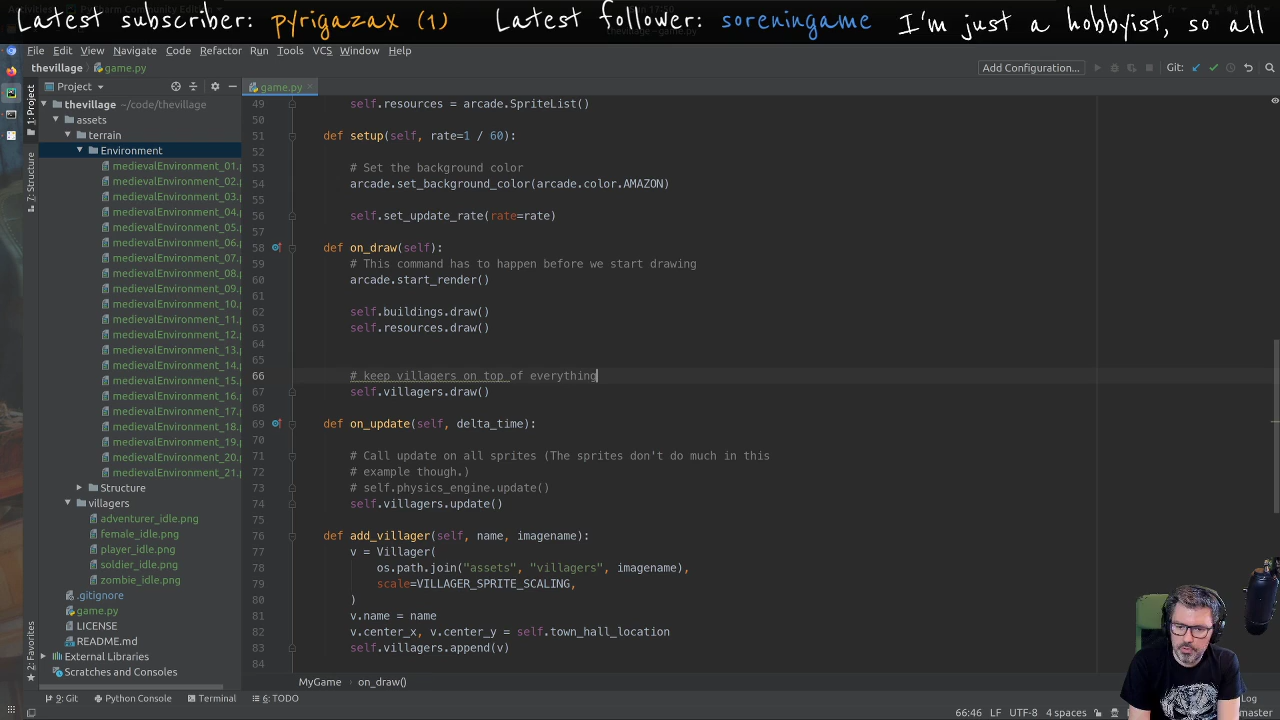 Latest subscriber: pyrigazax (1) Latest follower: soreningame I'm just a hobbyist, so all
File Edit View Navigate Code Refactor Run Tools VCS Window Help
thevillage game.py Add Configuration... Git:
Project game.py
1: Project
7: Structure
2: Favorites
thevillage ~/code/thevillage
assets
terrain
Environment
medievalEnvironment_01.p
medievalEnvironment_02.p
medievalEnvironment_03.p
medievalEnvironment_04.p
medievalEnvironment_05.p
medievalEnvironment_06.p
medievalEnvironment_07.p
medievalEnvironment_08.p
medievalEnvironment_09.p
medievalEnvironment_10.p
medievalEnvironment_11.p
medievalEnvironment_12.p
medievalEnvironment_13.p
medievalEnvironment_14.p
medievalEnvironment_15.p
medievalEnvironment_16.p
medievalEnvironment_17.p
medievalEnvironment_18.p
medievalEnvironment_19.p
medievalEnvironment_20.p
medievalEnvironment_21.p
Structure
villagers
adventurer_idle.png
female_idle.png
player_idle.png
soldier_idle.png
zombie_idle.png
.gitignore
game.py
LICENSE
README.md
External Libraries
Scratches and Consoles
49 self.resources = arcade.SpriteList()
50
51 def setup(self, rate=1 / 60):
52
53 # Set the background color
54 arcade.set_background_color(arcade.color.AMAZON)
55
56 self.set_update_rate(rate=rate)
57
58 def on_draw(self):
59 # This command has to happen before we start drawing
60 arcade.start_render()
61
62 self.buildings.draw()
63 self.resources.draw()
64
65
66 # keep villagers on top of everything
67 self.villagers.draw()
68
69 def on_update(self, delta_time):
70
71 # Call update on all sprites (The sprites don't do much in this
72 # example though.)
73 # self.physics_engine.update()
74 self.villagers.update()
75
76 def add_villager(self, name, imagename):
77 v = Villager(
78 os.path.join("assets", "villagers", imagename),
79 scale=VILLAGER_SPRITE_SCALING,
80 )
81 v.name = name
82 v.center_x, v.center_y = self.town_hall_location
83 self.villagers.append(v)
84
MyGame on_draw()
9: Git Python Console Terminal 6: TODO Log
66:46 LF UTF-8 4 spaces master